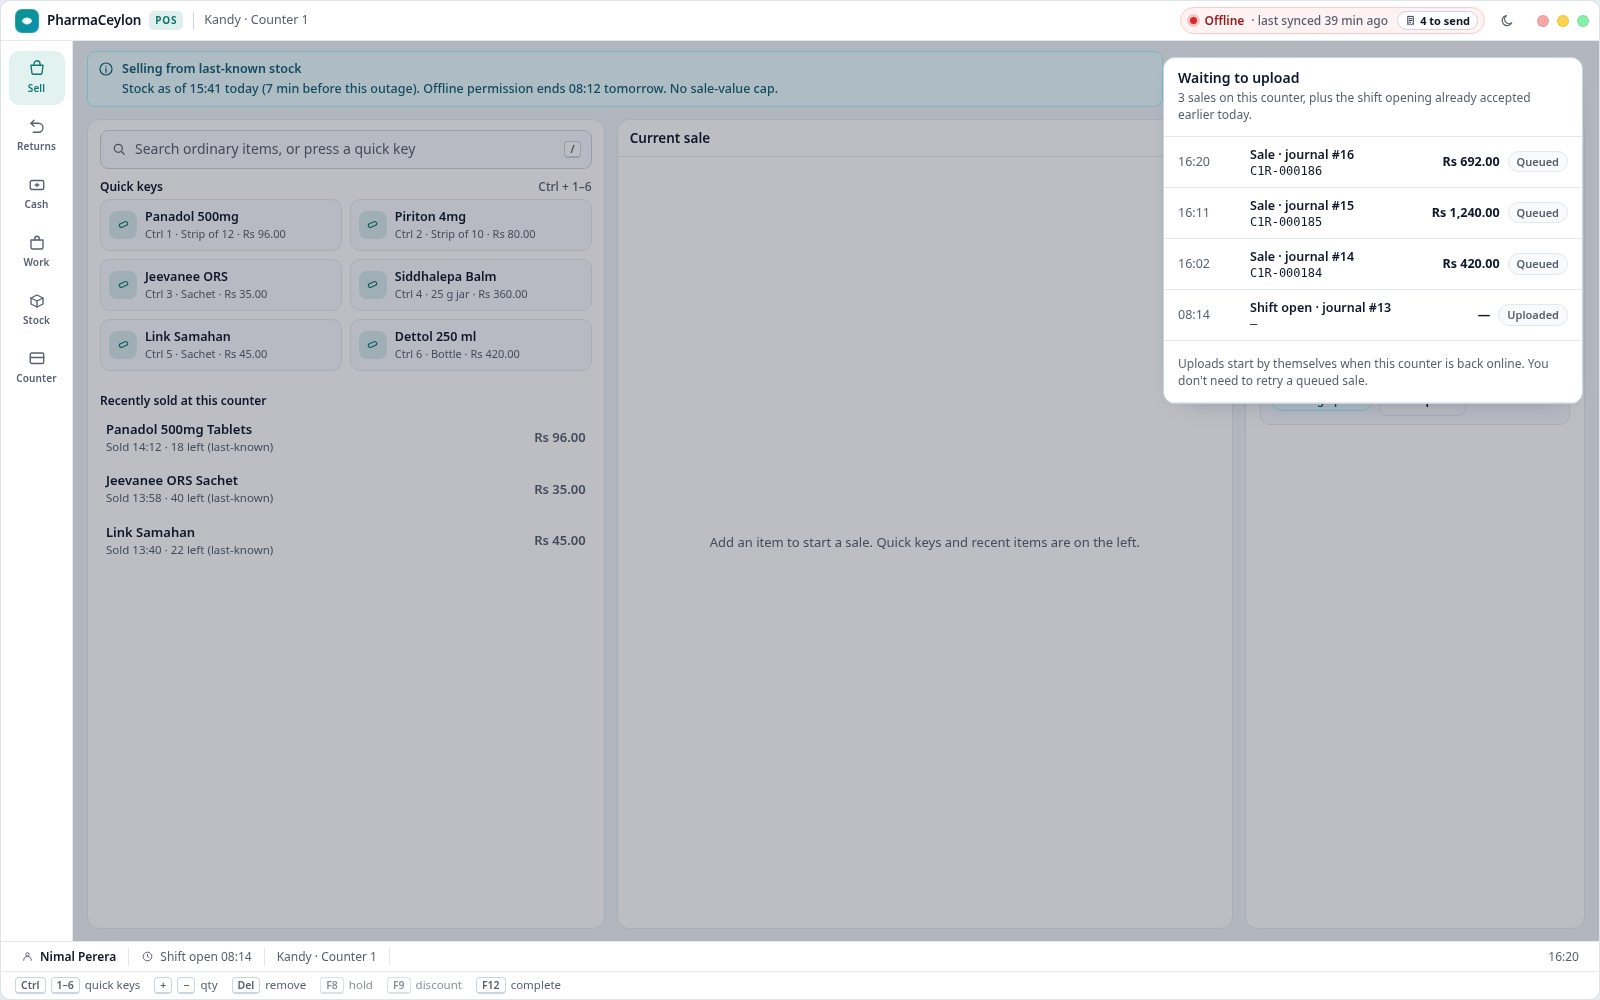 PharmaCeylon POS Kandy · Counter 1
Offline · last synced 39 min ago 4 to send
Sell
Returns
Cash
Work
Stock
Counter
Selling from last-known stock
Stock as of 15:41 today (7 min before this outage). Offline permission ends 08:12 tomorrow. No sale-value cap.
Search ordinary items, or press a quick key /
Quick keys Ctrl + 1–6
Panadol 500mg
Ctrl 1 · Strip of 12 · Rs 96.00
Piriton 4mg
Ctrl 2 · Strip of 10 · Rs 80.00
Jeevanee ORS
Ctrl 3 · Sachet · Rs 35.00
Siddhalepa Balm
Ctrl 4 · 25 g jar · Rs 360.00
Link Samahan
Ctrl 5 · Sachet · Rs 45.00
Dettol 250 ml
Ctrl 6 · Bottle · Rs 420.00
Recently sold at this counter
Panadol 500mg Tablets
Sold 14:12 · 18 left (last-known)
Rs 96.00
Jeevanee ORS Sachet
Sold 13:58 · 40 left (last-known)
Rs 35.00
Link Samahan
Sold 13:40 · 22 left (last-known)
Rs 45.00
Current sale
Add an item to start a sale. Quick keys and recent items are on the left.
Waiting to upload
3 sales on this counter, plus the shift opening already accepted
earlier today.
16:20 Sale · journal #16 Rs 692.00 Queued
C1R-000186
16:11 Sale · journal #15 Rs 1,240.00 Queued
C1R-000185
16:02 Sale · journal #14 Rs 420.00 Queued
C1R-000184
08:14 Shift open · journal #13 — Uploaded
—
Uploads start by themselves when this counter is back online. You
don't need to retry a queued sale.
Nimal Perera Shift open 08:14 Kandy · Counter 1 16:20
Ctrl 1–6 quick keys + − qty Del remove F8 hold F9 discount F12 complete